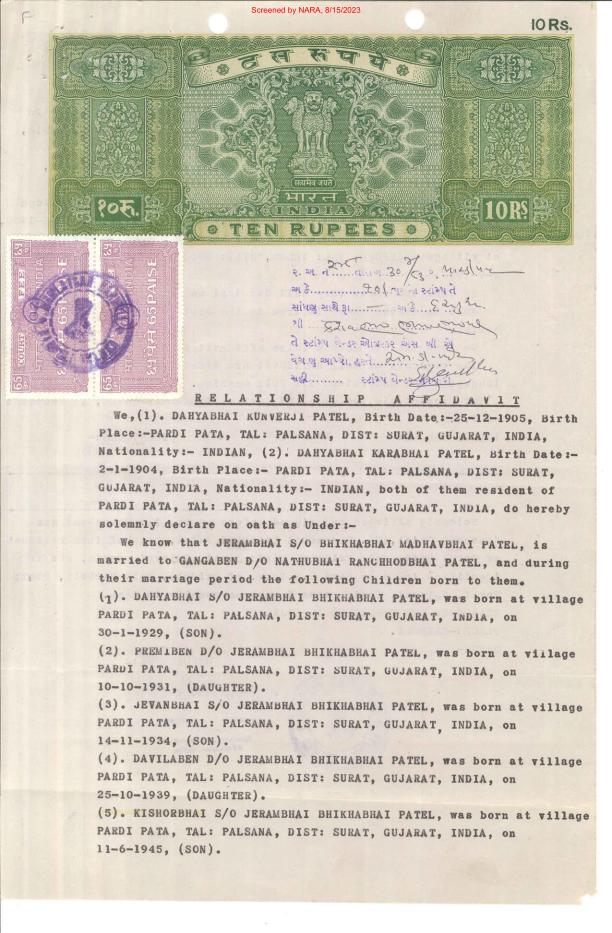 F
Screened by NARA, 8/15/2023
10 Rs.
दस रुपये
सत्यमेव जयते
भारत
INDIA
१०रु.
10 RS
TEN RUPEES
INDIA
65 PAISE
R E L A T I O N S H I P A F F I D A V I T
We,(1). DAHYABHAI KUNVERJI PATEL, Birth Date:-25-12-1905, Birth
Place:-PARDI PATA, TAL: PALSANA, DIST: SURAT, GUJARAT, INDIA,
Nationality:- INDIAN, (2). DAHYABHAI KARABHAI PATEL, Birth Date:-
2-1-1904, Birth Place:- PARDI PATA, TAL: PALSANA, DIST: SURAT,
GUJARAT, INDIA, Nationality:- INDIAN, both of them resident of
PARDI PATA, TAL: PALSANA, DIST: SURAT, GUJARAT, INDIA, do hereby
solemnly declare on oath as Under:-
We know that JERAMBHAI S/O BHIKHABHAI MADHAVBHAI PATEL, is
married to GANGABEN D/O NATHUBHAI RANCHHODBHAI PATEL, and during
their marriage period the following Children born to them.
(1). DAHYABHAI S/O JERAMBHAI BHIKHABHAI PATEL, was born at village
PARDI PATA, TAL: PALSANA, DIST: SURAT, GUJARAT, INDIA, on
30-1-1929, (SON).
(2). PREMIBEN D/O JERAMBHAI BHIKHABHAI PATEL, was born at village
PARDI PATA, TAL: PALSANA, DIST: SURAT, GUJARAT, INDIA, on
10-10-1931, (DAUGHTER).
(3). JEVANBHAI S/O JERAMBHAI BHIKHABHAI PATEL, was born at village
PARDI PATA, TAL: PALSANA, DIST: SURAT, GUJARAT, INDIA, on
14-11-1934, (SON).
(4). DAVILABEN D/O JERAMBHAI BHIKHABHAI PATEL, was born at village
PARDI PATA, TAL: PALSANA, DIST: SURAT, GUJARAT, INDIA, on
25-10-1939, (DAUGHTER).
(5). KISHORBHAI S/O JERAMBHAI BHIKHABHAI PATEL, was born at village
PARDI PATA, TAL: PALSANA, DIST: SURAT, GUJARAT, INDIA, on
11-6-1945, (SON).